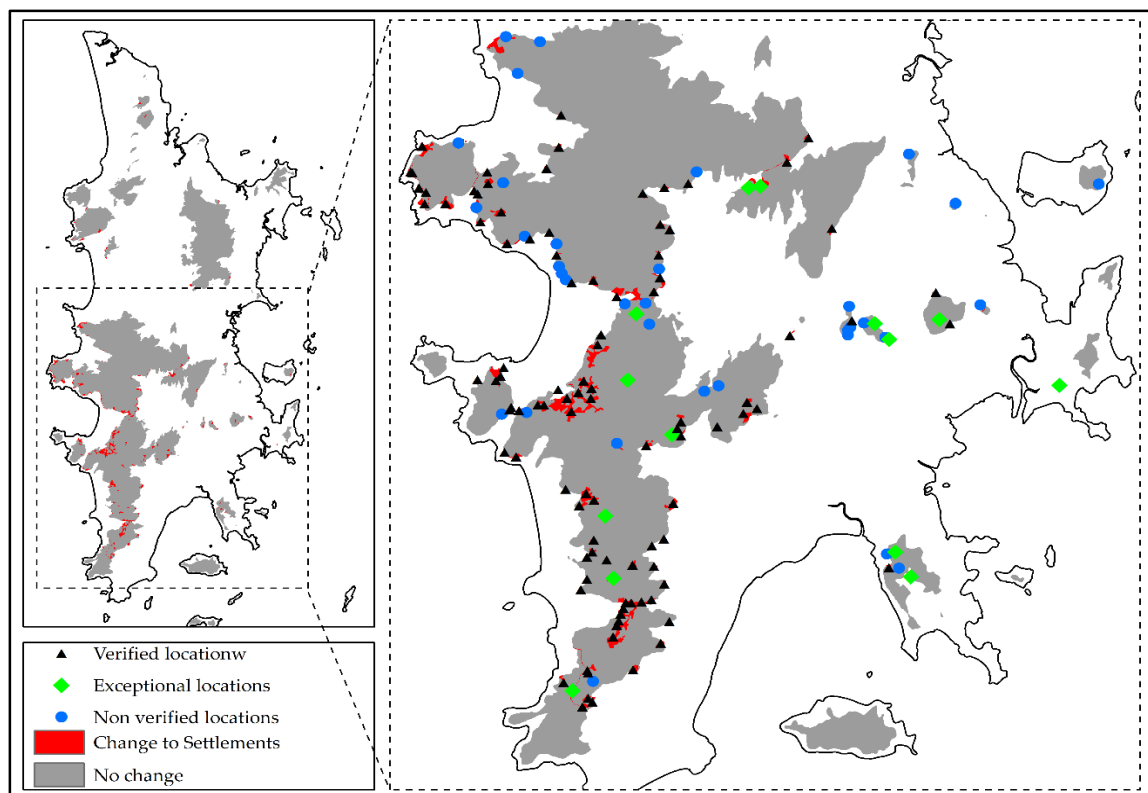 Verified locationw
Exceptional locations
Non verified locations
Change to Settlements
No change